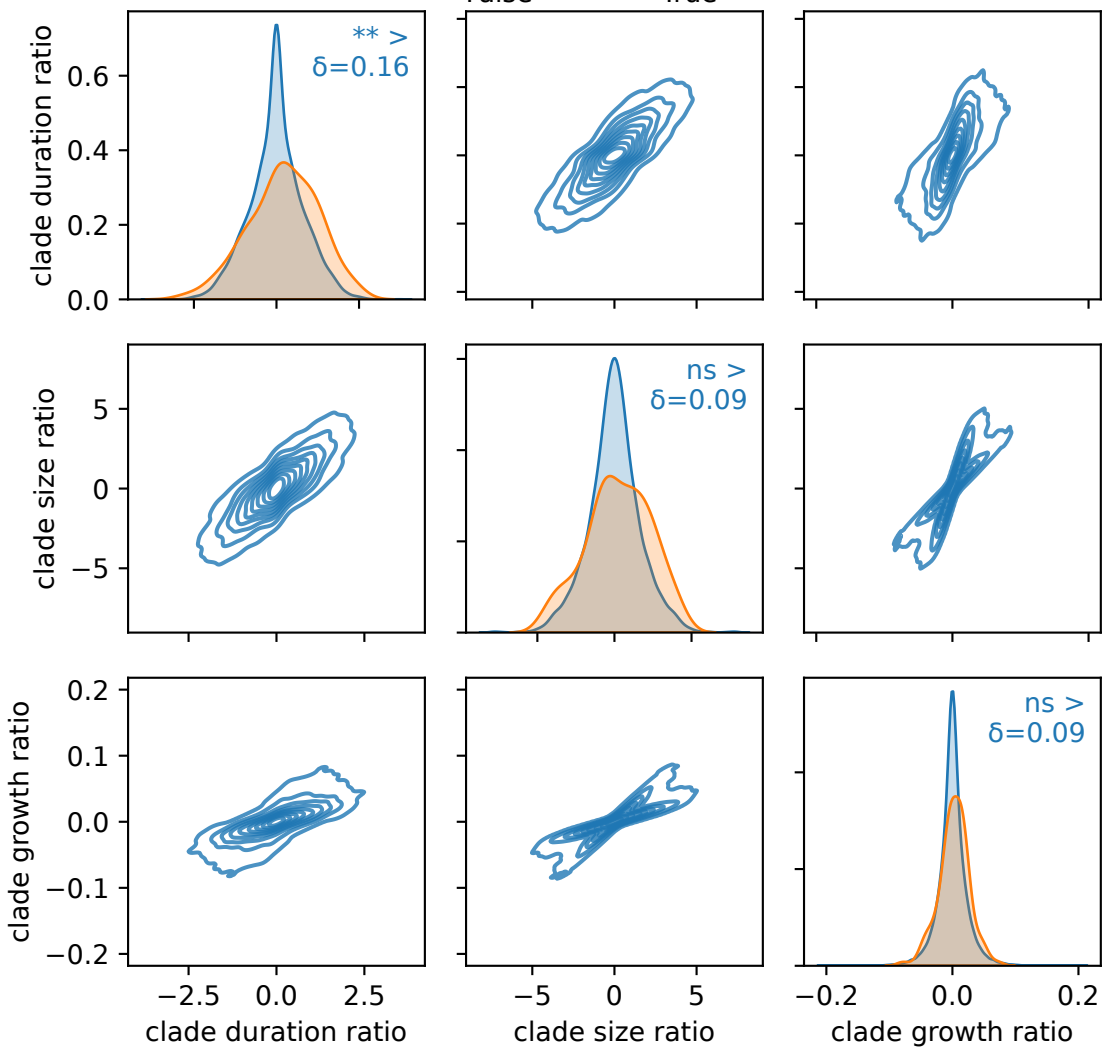 False True
clade duration ratio
0.6
0.4
0.2
0.0
** >
δ=0.16
clade size ratio
5
0
−5
ns >
δ=0.09
clade growth ratio
0.2
0.1
0.0
−0.1
−0.2
ns >
δ=0.09
−2.5 0.0 2.5
−5 0 5
−0.2 0.0 0.2
clade duration ratio
clade size ratio
clade growth ratio